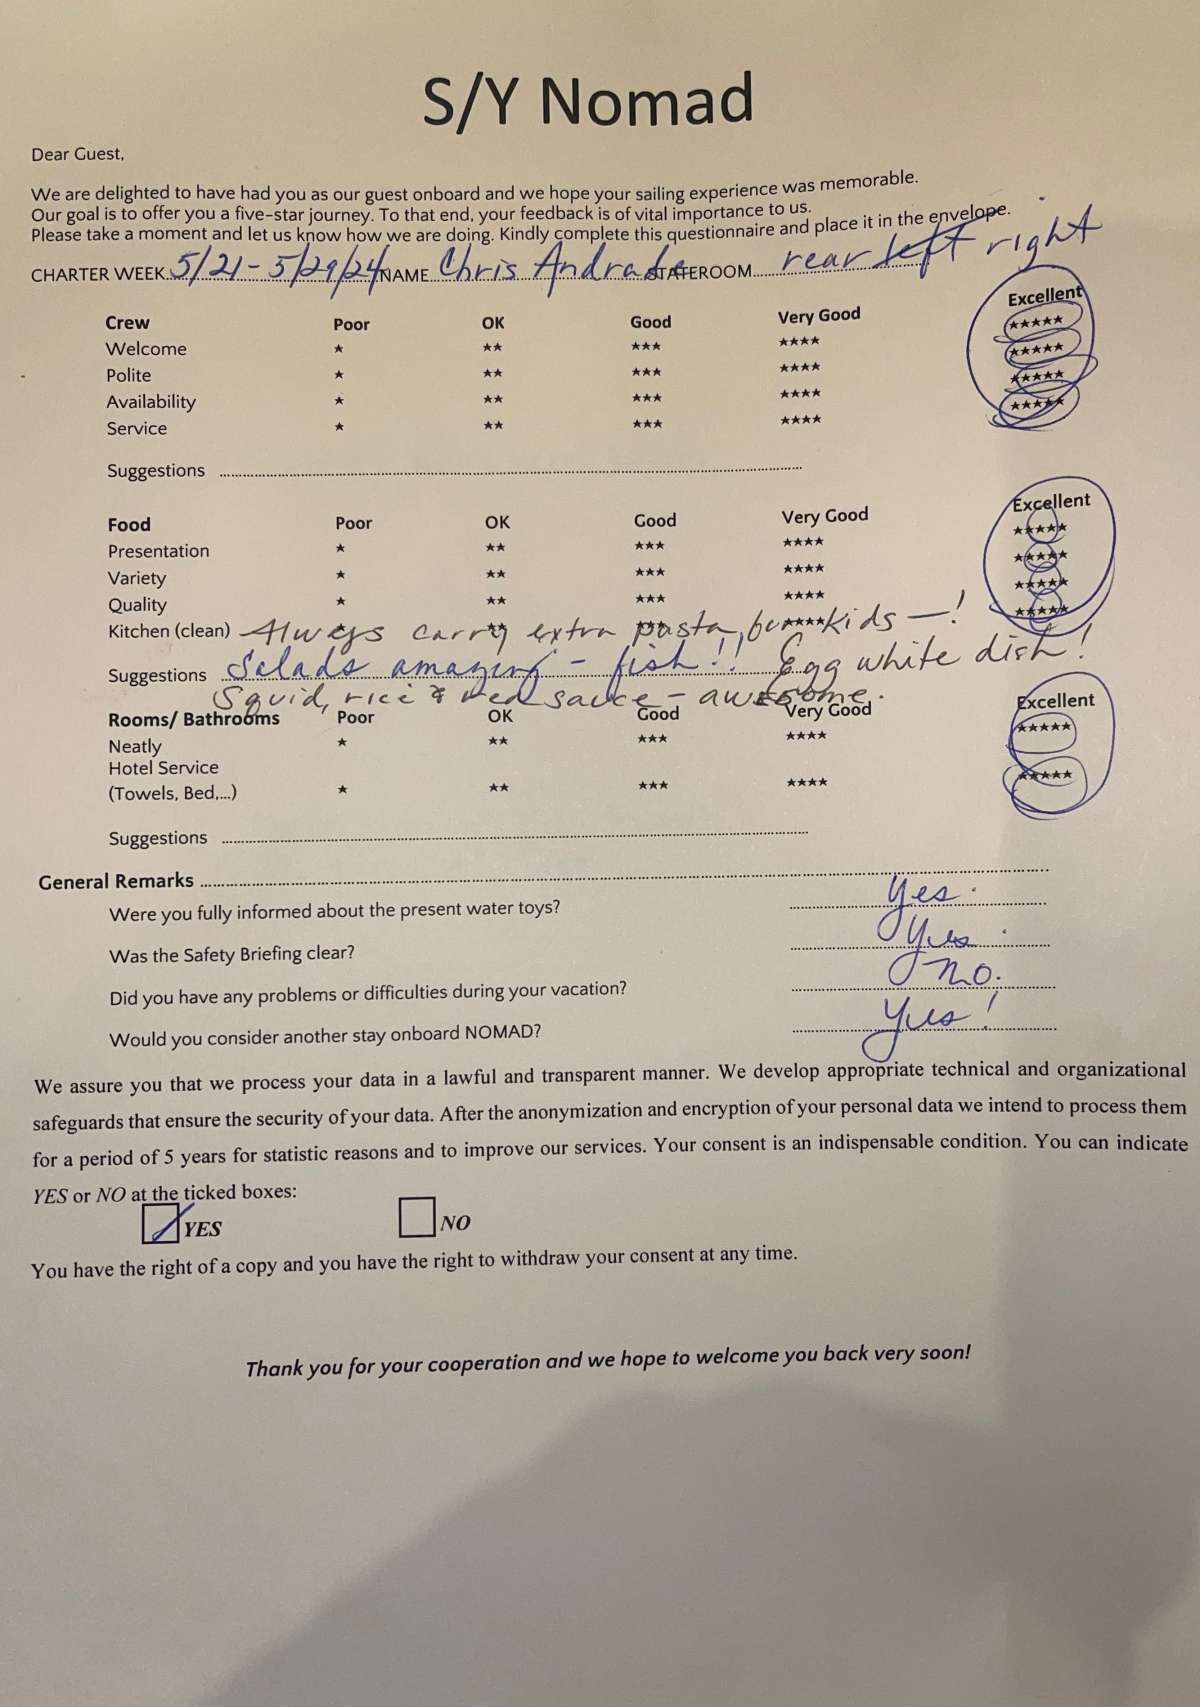 S/Y Nomad
Dear Guest,
We are delighted to have had you as our guest onboard and we hope your sailing experience was memorable.
Our goal is to offer you a five-star journey. To that end, your feedback is of vital importance to us.
Please take a moment and let us know how we are doing. Kindly complete this questionnaire and place it in the envelope.
CHARTER WEEK 5/21-5/29/24 NAME Chris Andrade STATEROOM rear left right
Crew Poor OK Good Very Good Excellent
Welcome ★ ★★ ★★★ ★★★★ ★★★★★
Polite ★ ★★ ★★★ ★★★★ ★★★★★
Availability ★ ★★ ★★★ ★★★★ ★★★★★
Service ★ ★★ ★★★ ★★★★ ★★★★★
Suggestions
Food Poor OK Good Very Good Excellent
Presentation ★ ★★ ★★★ ★★★★ ★★★★★
Variety ★ ★★ ★★★ ★★★★ ★★★★★
Quality ★ ★★ ★★★ ★★★★ ★★★★★
Kitchen (clean) ★ ★★ ★★★ ★★★★ ★★★★★
Always carry extra pasta, for kids —!
Suggestions Salads amazing - fish!! Egg white dish!
Squid, rice & red sauce - awesome.
Rooms/ Bathrooms Poor OK Good Very Good Excellent
Neatly ★ ★★ ★★★ ★★★★ ★★★★★
Hotel Service
(Towels, Bed,...) ★ ★★ ★★★ ★★★★ ★★★★★
Suggestions
General Remarks
Were you fully informed about the present water toys? Yes.
Was the Safety Briefing clear? Yes.
Did you have any problems or difficulties during your vacation? no.
Would you consider another stay onboard NOMAD? Yes!
We assure you that we process your data in a lawful and transparent manner. We develop appropriate technical and organizational
safeguards that ensure the security of your data. After the anonymization and encryption of your personal data we intend to process them
for a period of 5 years for statistic reasons and to improve our services. Your consent is an indispensable condition. You can indicate
YES or NO at the ticked boxes:
YES NO
You have the right of a copy and you have the right to withdraw your consent at any time.
Thank you for your cooperation and we hope to welcome you back very soon!